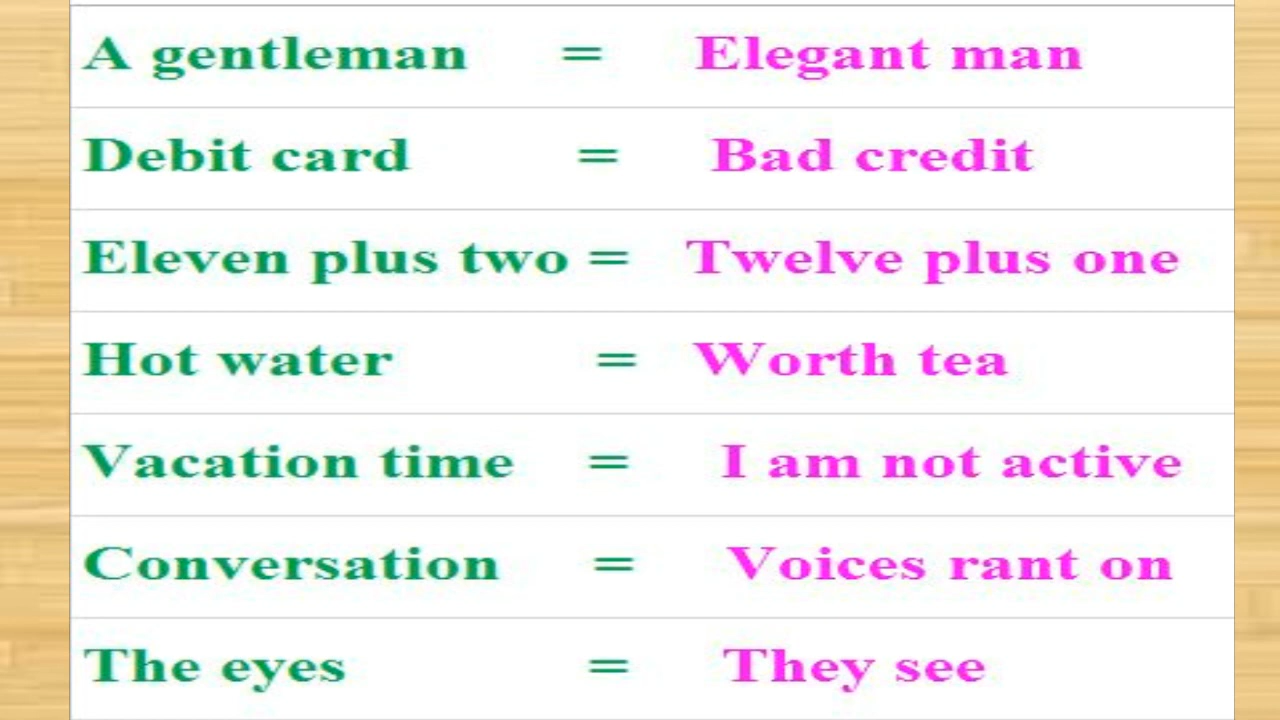 A gentleman = Elegant man
Debit card = Bad credit
Eleven plus two = Twelve plus one
Hot water = Worth tea
Vacation time = I am not active
Conversation = Voices rant on
The eyes = They see